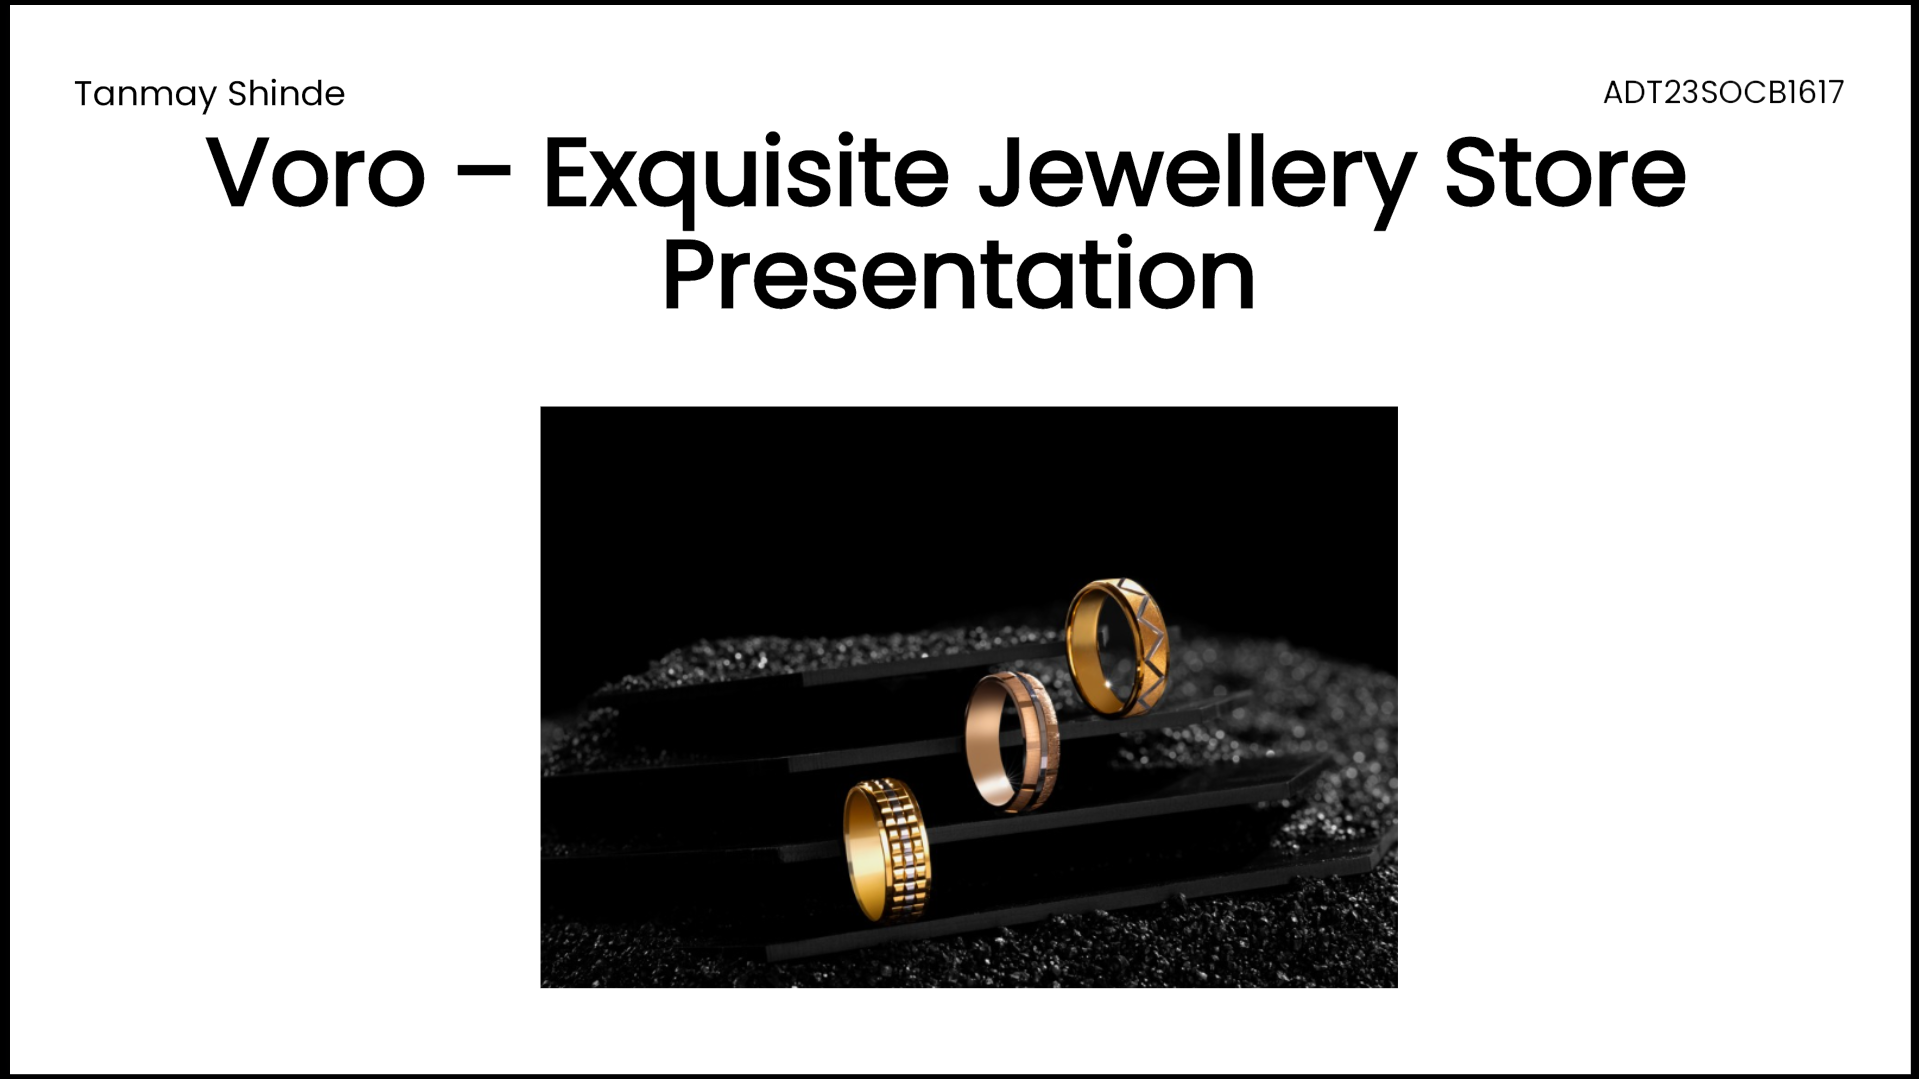 Tanmay Shinde
ADT23SOCB1617
Voro – Exquisite Jewellery Store
Presentation